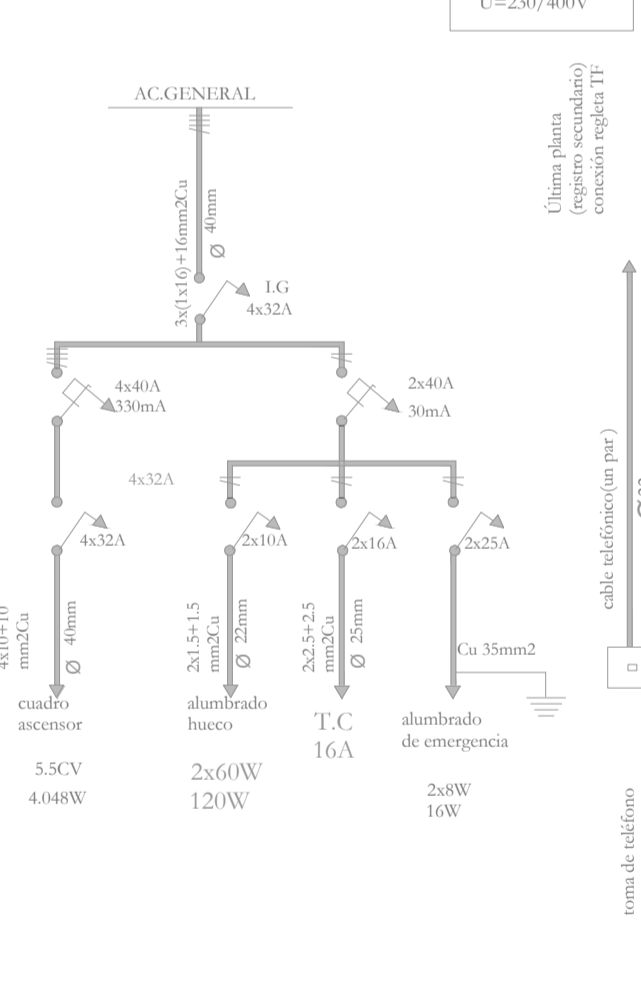 U=230/400V
AC.GENERAL
3x(1x16)+16mm2Cu
Ø 40mm
I.G
4x32A
4x40A
330mA
2x40A
30mA
4x32A
4x32A
2x10A
2x16A
2x25A
4x10+10
mm2Cu
Ø 40mm
2x1.5+1.5
mm2Cu
Ø 22mm
2x2.5+2.5
mm2Cu
Ø 25mm
Cu 35mm2
cuadro
ascensor
5.5CV
4.048W
alumbrado
hueco
2x60W
120W
T.C
16A
alumbrado
de emergencia
2x8W
16W
Última planta
(registro secundario)
conexión regleta TF
cable telefónico(un par )
toma de teléfono